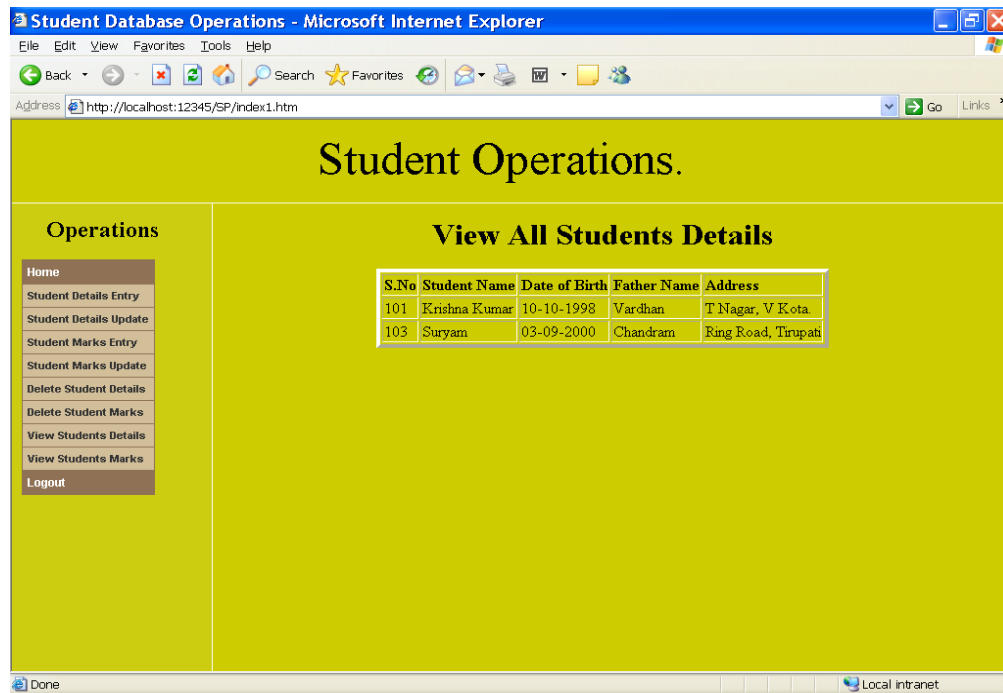 Student Database Operations - Microsoft Internet Explorer
File Edit View Favorites Tools Help
Back Search Favorites
Address http://localhost:12345/SP/index1.htm Go Links
Student Operations.
Operations
Home
Student Details Entry
Student Details Update
Student Marks Entry
Student Marks Update
Delete Student Details
Delete Student Marks
View Students Details
View Students Marks
Logout
View All Students Details
S.No Student Name Date of Birth Father Name Address
101 Krishna Kumar 10-10-1998 Vardhan T Nagar, V Kota.
103 Suryam 03-09-2000 Chandram Ring Road, Tirupati
Done Local intranet